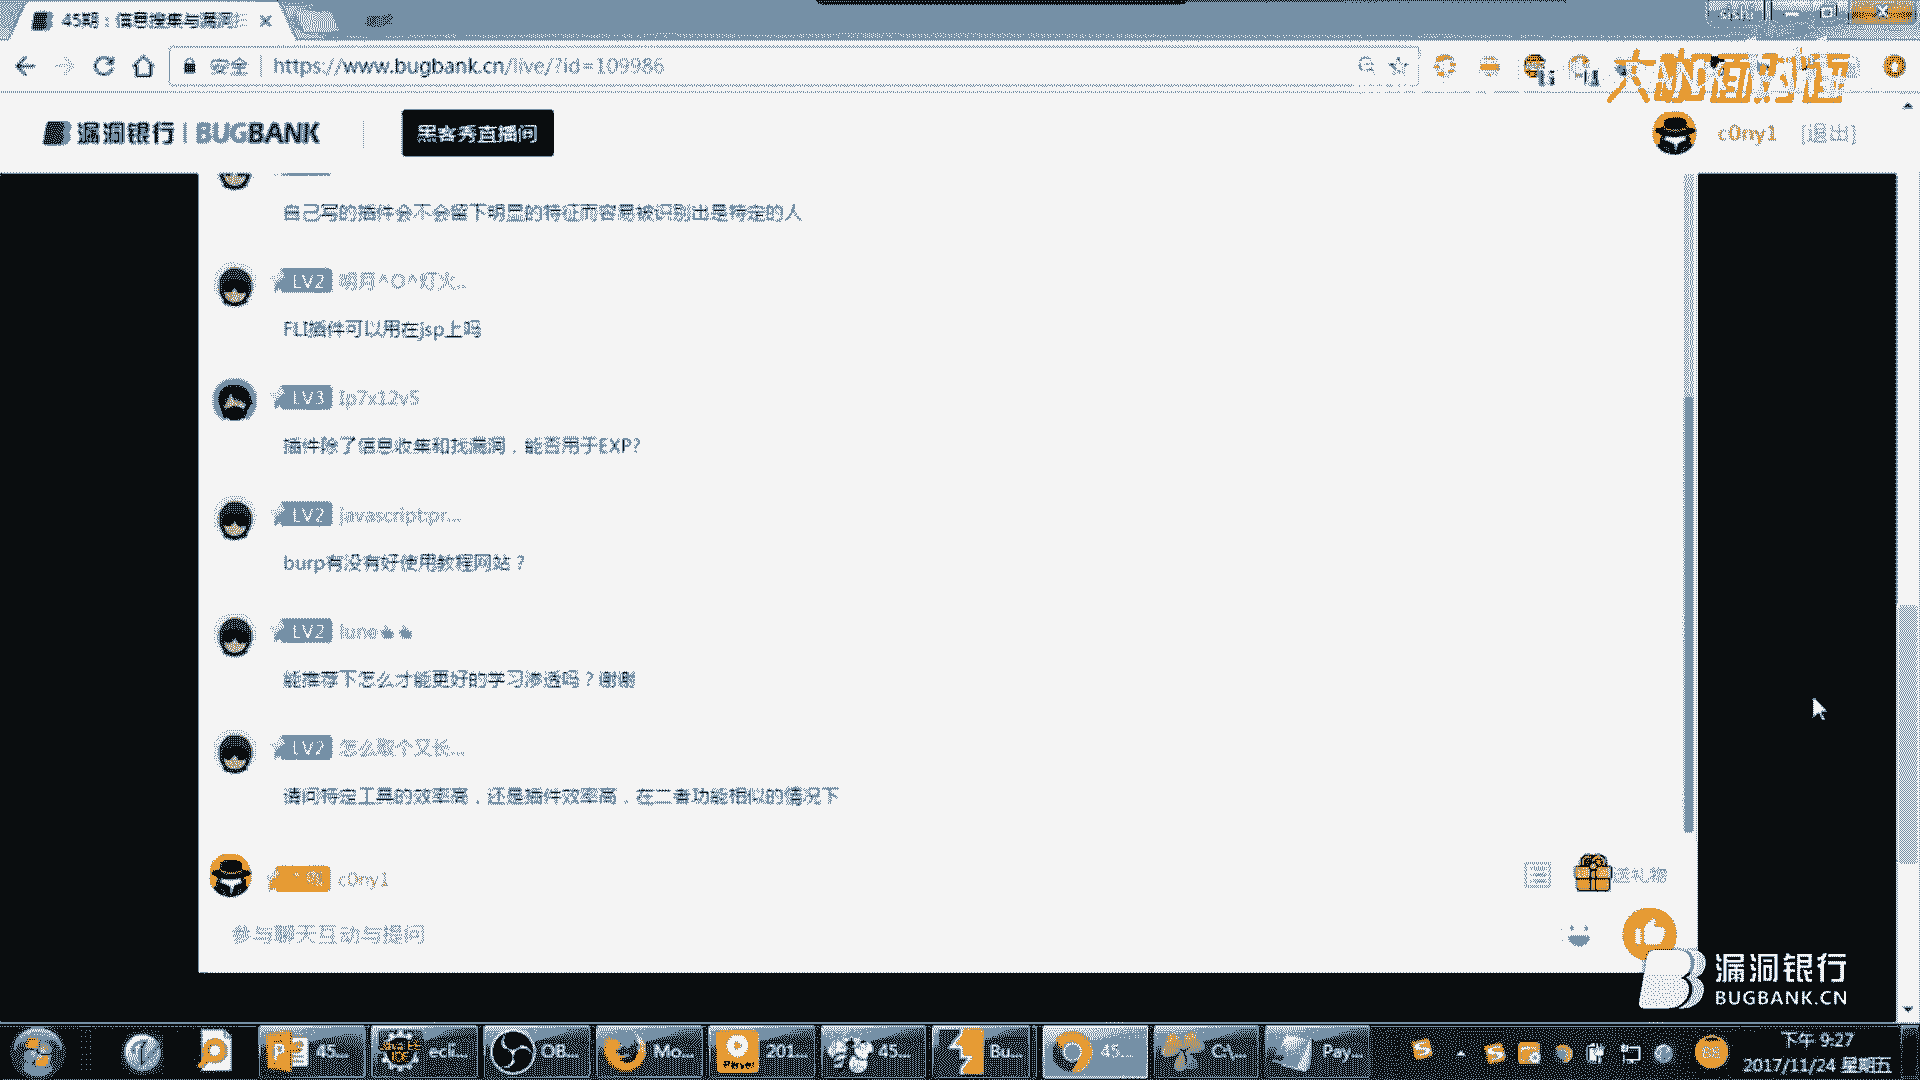 45期：信息搜集与漏洞扫
安全
https://www.bugbank.cn/live/?id=109986
大咖面对面
漏洞银行 | BUGBANK
黑客秀直播间
c0ny1
[退出]
自己写的插件会不会留下明显的特征而容易被识别出是特定的人
LV2 明月^O^灯火...
FLI插件可以用在jsp上吗
LV3 Ip7x12v5
插件除了信息收集和找漏洞，能否用于EXP?
LV2 javascript:pr...
burp有没有好使用教程网站？
LV2 lune
能推荐下怎么才能更好的学习渗透吗？谢谢
LV2 怎么取个又长...
请问特定工具的效率高，还是插件效率高，在二者功能相似的情况下
c0ny1
送礼物
参与聊天互动与提问
漏洞银行
BUGBANK.CN
45...
ecli...
OB...
Mo...
201...
45...
Bu...
45...
C:\...
Pay...
下午 9:27
2017/11/24 星期五